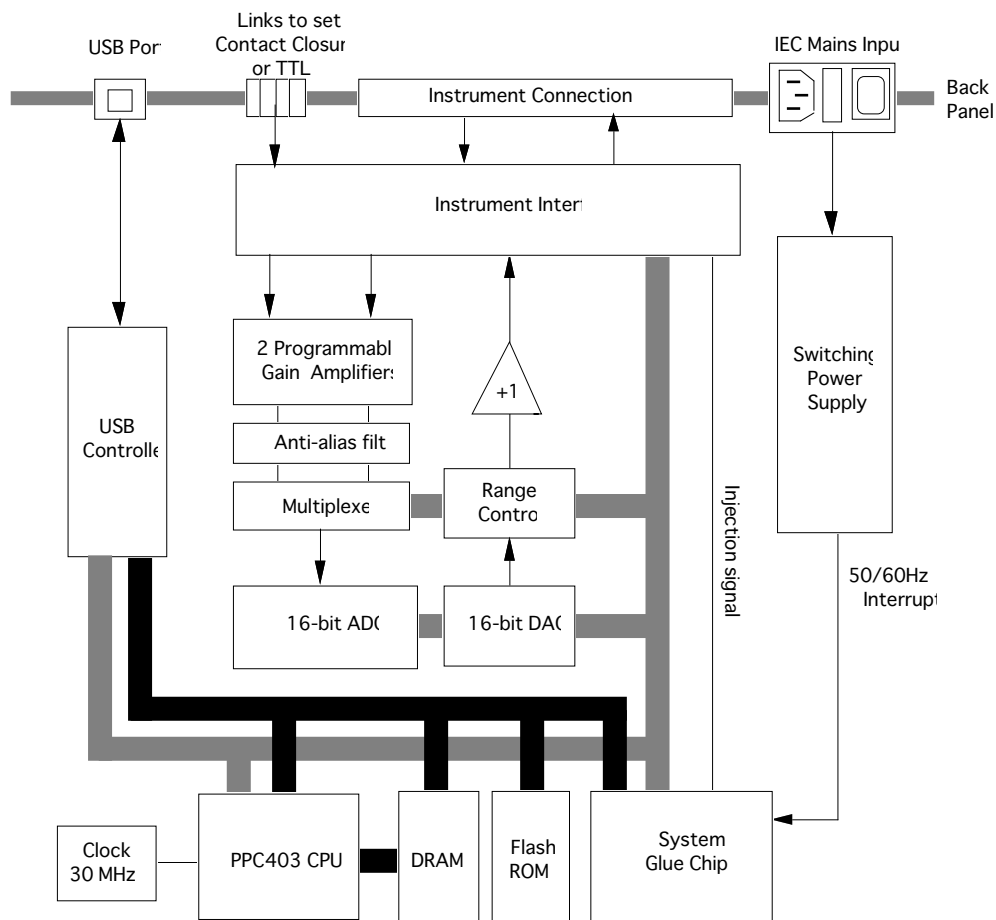 Links to set
Contact Closur
or TTL
USB Por
IEC Mains Inpu
Instrument Connection
Back
Panel
Instrument Interf
2 Programmabl
Gain Amplifiers
+1
Switching
Power
Supply
USB
Controlle
Anti-alias filt
Multiplexe
Range
Contro
Injection signal
50/60Hz
Interrupt
16-bit ADC
16-bit DAC
Clock
30 MHz
PPC403 CPU
DRAM
Flash
ROM
System
Glue Chip